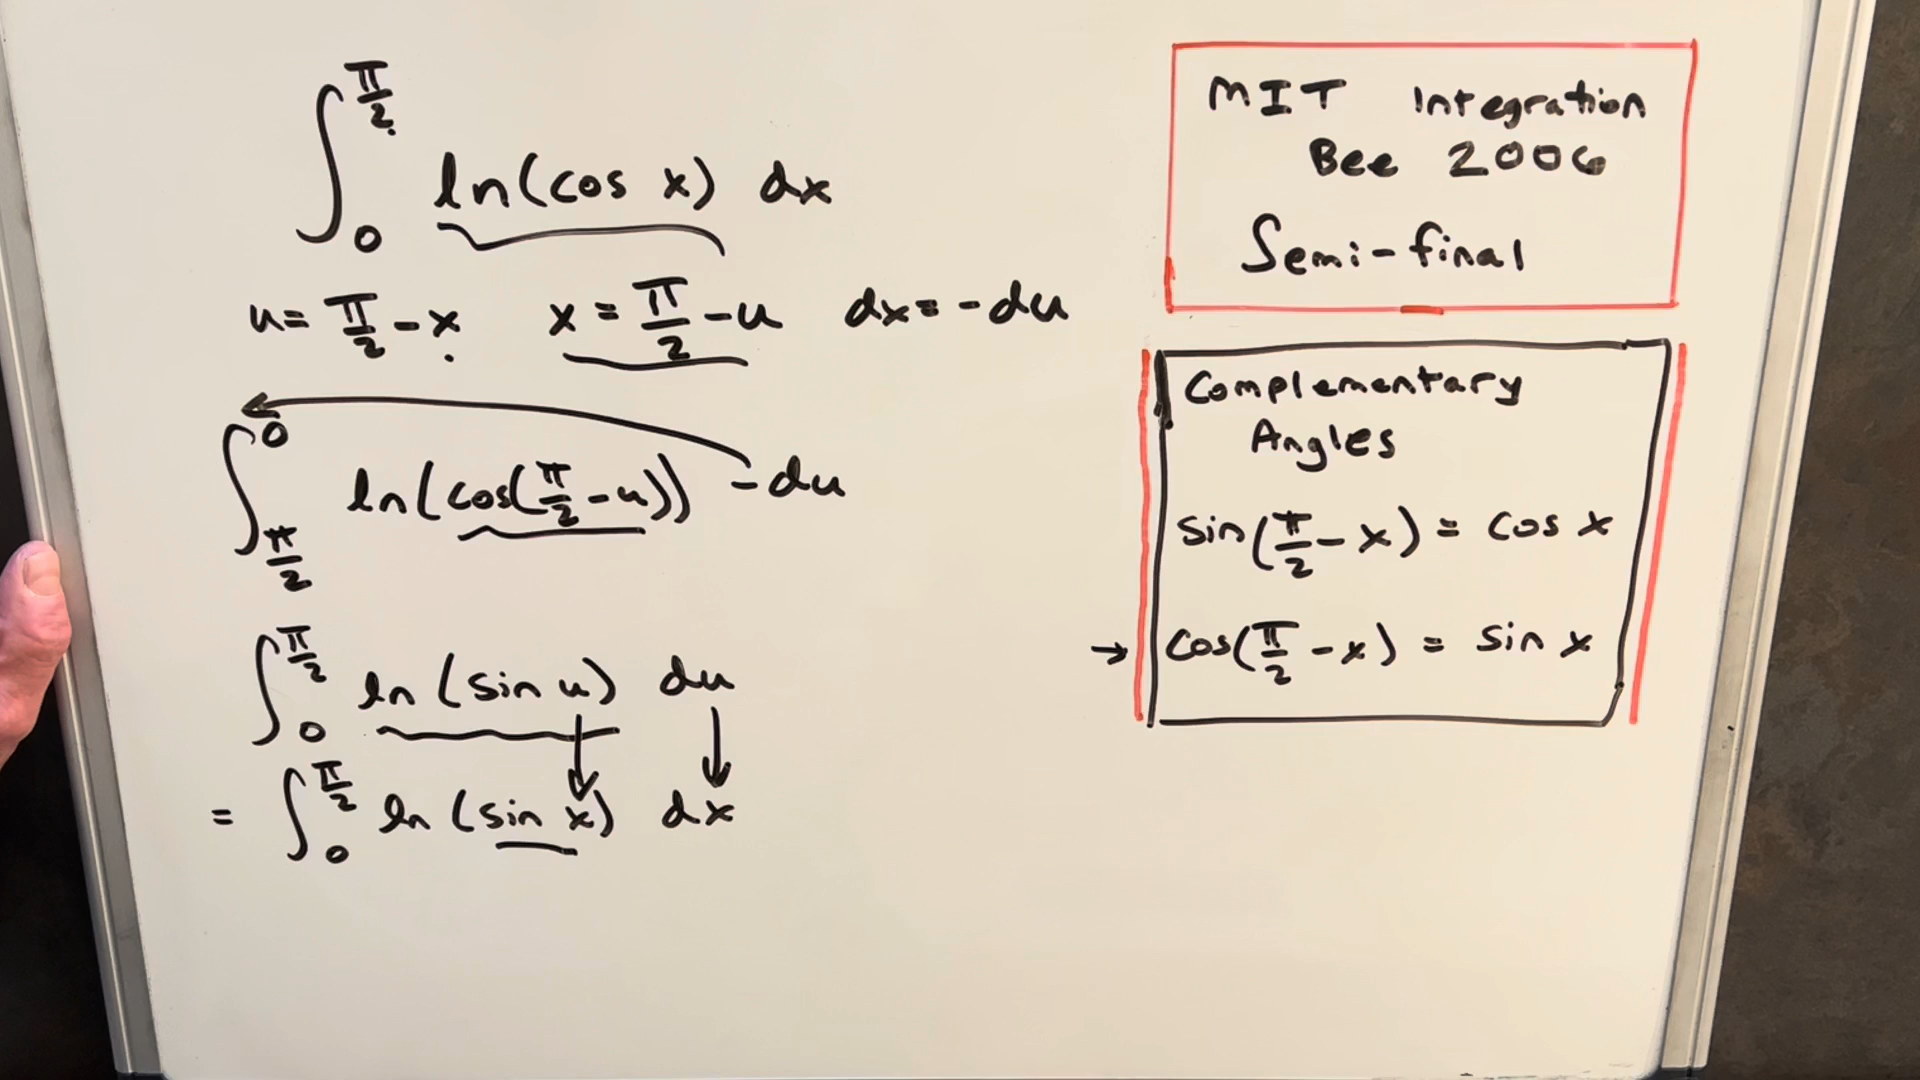 ∫₀^(π/2) ln(cos x) dx
u = π/2 - x   x = π/2 - u   dx = -du
∫_(π/2)^0 ln(cos(π/2 - u)) -du
∫₀^(π/2) ln(sin u) du
= ∫₀^(π/2) ln(sin x) dx
MIT Integration
Bee 2006
Semi-final
Complementary
Angles
sin(π/2 - x) = cos x
→ cos(π/2 - x) = sin x